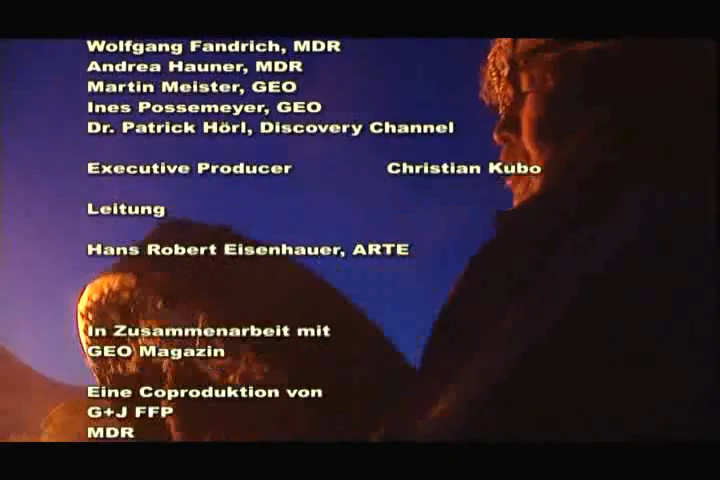 Wolfgang Fandrich, MDR
Andrea Hauner, MDR
Martin Meister, GEO
Ines Possemeyer, GEO
Dr. Patrick Hörl, Discovery Channel
Executive Producer Christian Kubo
Leitung
Hans Robert Eisenhauer, ARTE
In Zusammenarbeit mit
GEO Magazin
Eine Coproduktion von
G+J FFP
MDR